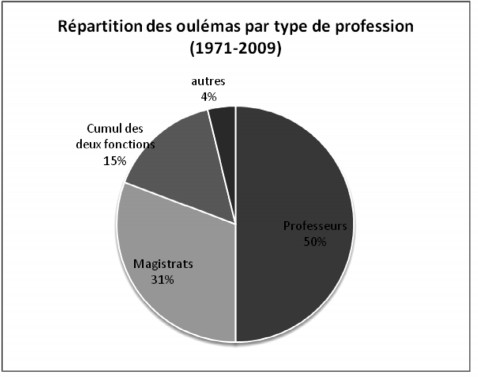 Répartition des oulémas par type de profession
(1971-2009)
autres
4%
Cumul des
deux fonctions
15%
Professeurs
50%
Magistrats
31%